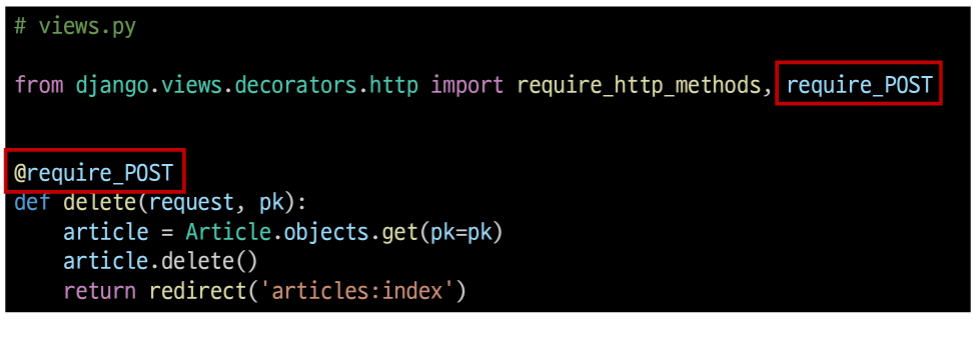 # views.py
from django.views.decorators.http import require_http_methods, require_POST
@require_POST
def delete(request, pk):
    article = Article.objects.get(pk=pk)
    article.delete()
    return redirect('articles:index')